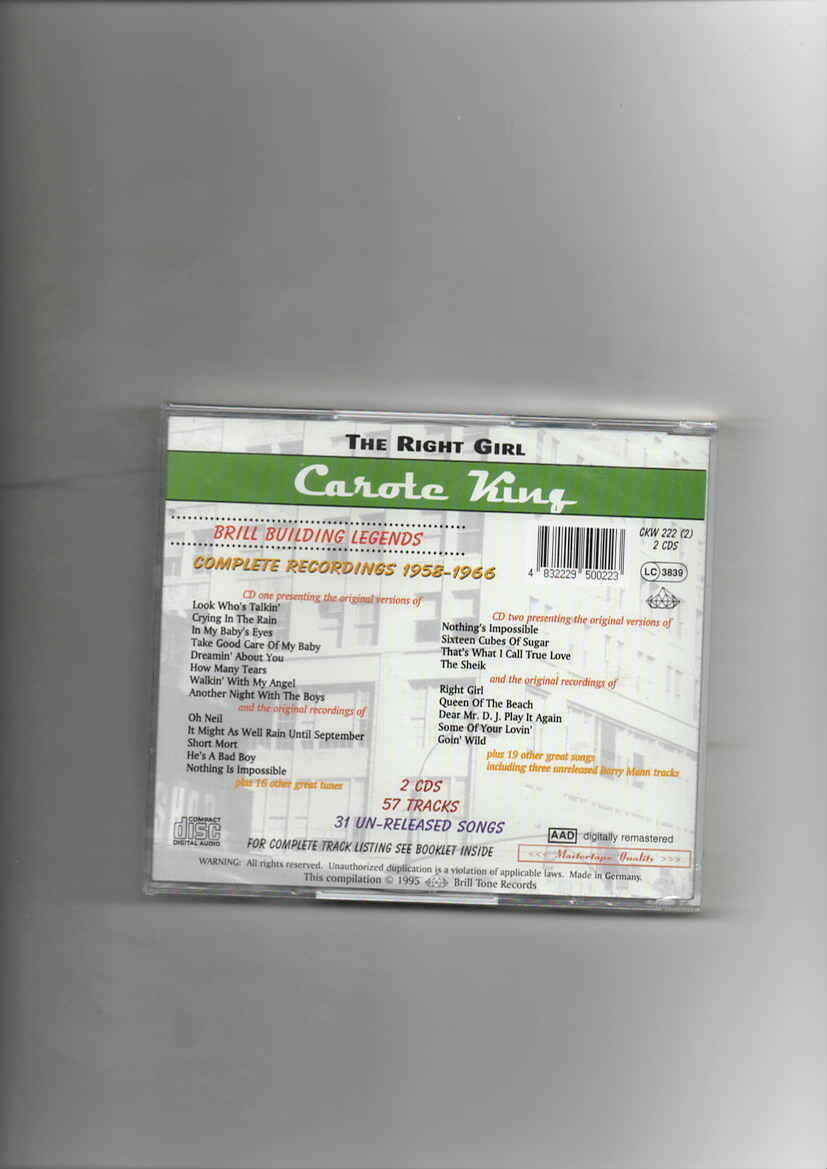 THE RIGHT GIRL
Carole King
BRILL BUILDING LEGENDS
COMPLETE RECORDINGS 1958-1966
4 832229 500223
CKW 222 (2)
2 CDS
LC 3839
CD one presenting the original versions of
Look Who's Talkin'
Crying In The Rain
In My Baby's Eyes
Take Good Care Of My Baby
Dreamin' About You
How Many Tears
Walkin' With My Angel
Another Night With The Boys
and the original recordings of
Oh Neil
It Might As Well Rain Until September
Short Mort
He's A Bad Boy
Nothing Is Impossible
plus 16 other great tunes
CD two presenting the original versions of
Nothing's Impossible
Sixteen Cubes Of Sugar
That's What I Call True Love
The Sheik
and the original recordings of
Right Girl
Queen Of The Beach
Dear Mr. D. J. Play It Again
Some Of Your Lovin'
Goin' Wild
plus 19 other great songs
including three unreleased Barry Mann tracks
2 CDS
57 TRACKS
31 UN-RELEASED SONGS
FOR COMPLETE TRACK LISTING SEE BOOKLET INSIDE
COMPACT
disc
DIGITAL AUDIO
AAD digitally remastered
<<< Mastertape Quality >>>
WARNING: All rights reserved. Unauthorized duplication is a violation of applicable laws. Made in Germany.
This compilation © 1995 Brill Tone Records